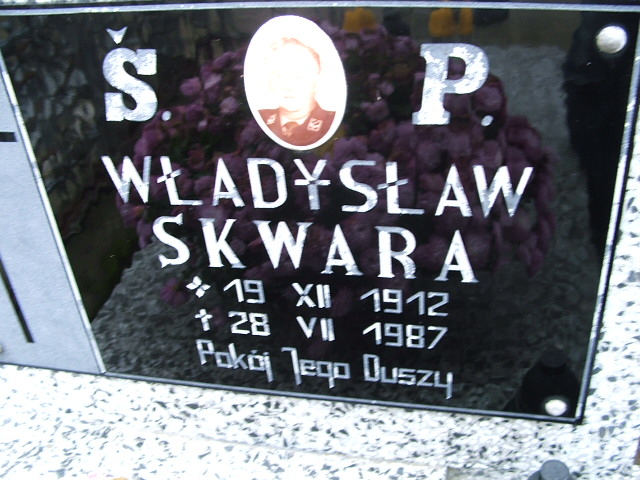 Ś. P.
WŁADYSŁAW
SKWARA
19 XII 1912
† 28 VII 1987
Pokój Jego Duszy